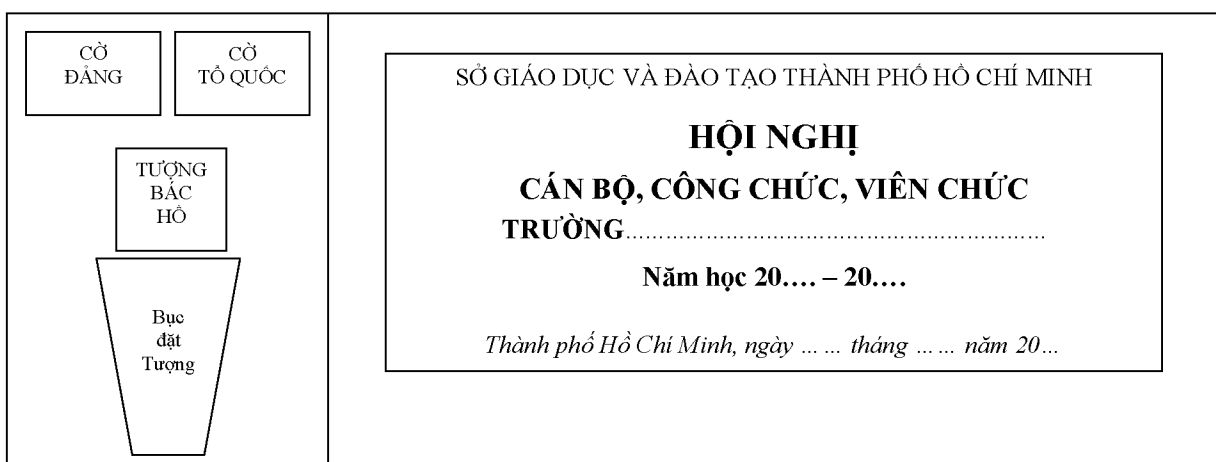 CỜ
ĐẢNG
CỜ
TỔ QUỐC
TƯỢNG
BÁC
HỒ
Bục
đặt
Tượng
SỞ GIÁO DỤC VÀ ĐÀO TẠO THÀNH PHỐ HỒ CHÍ MINH
HỘI NGHỊ
CÁN BỘ, CÔNG CHỨC, VIÊN CHỨC
TRƯỜNG...............................................................
Năm học 20…. – 20….
Thành phố Hồ Chí Minh, ngày … … tháng … … năm 20…